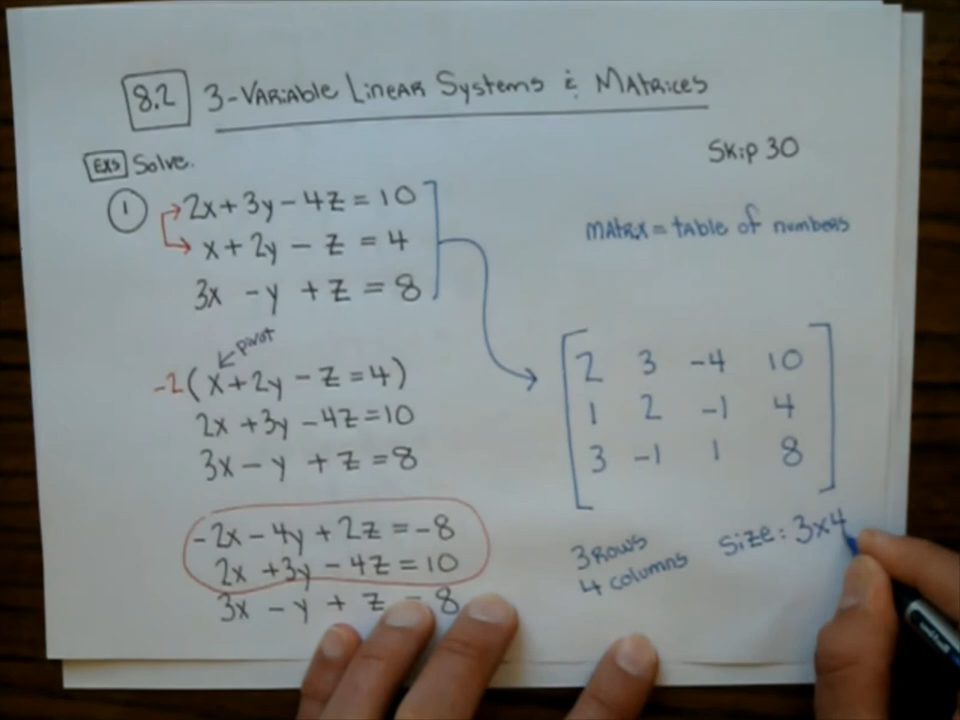 8.2 3-Variable Linear Systems & Matrices
Skip 30
Exs Solve.
1 2x+3y-4z=10
x+2y-z=4
3x-y+z=8
matrix = table of numbers
pivot
-2(x+2y-z=4)
2x+3y-4z=10
3x-y+z=8
2 3 -4 10
1 2 -1 4
3 -1 1 8
-2x-4y+2z=-8
2x+3y-4z=10
3x-y+z=8
3 rows
4 columns
size: 3x4